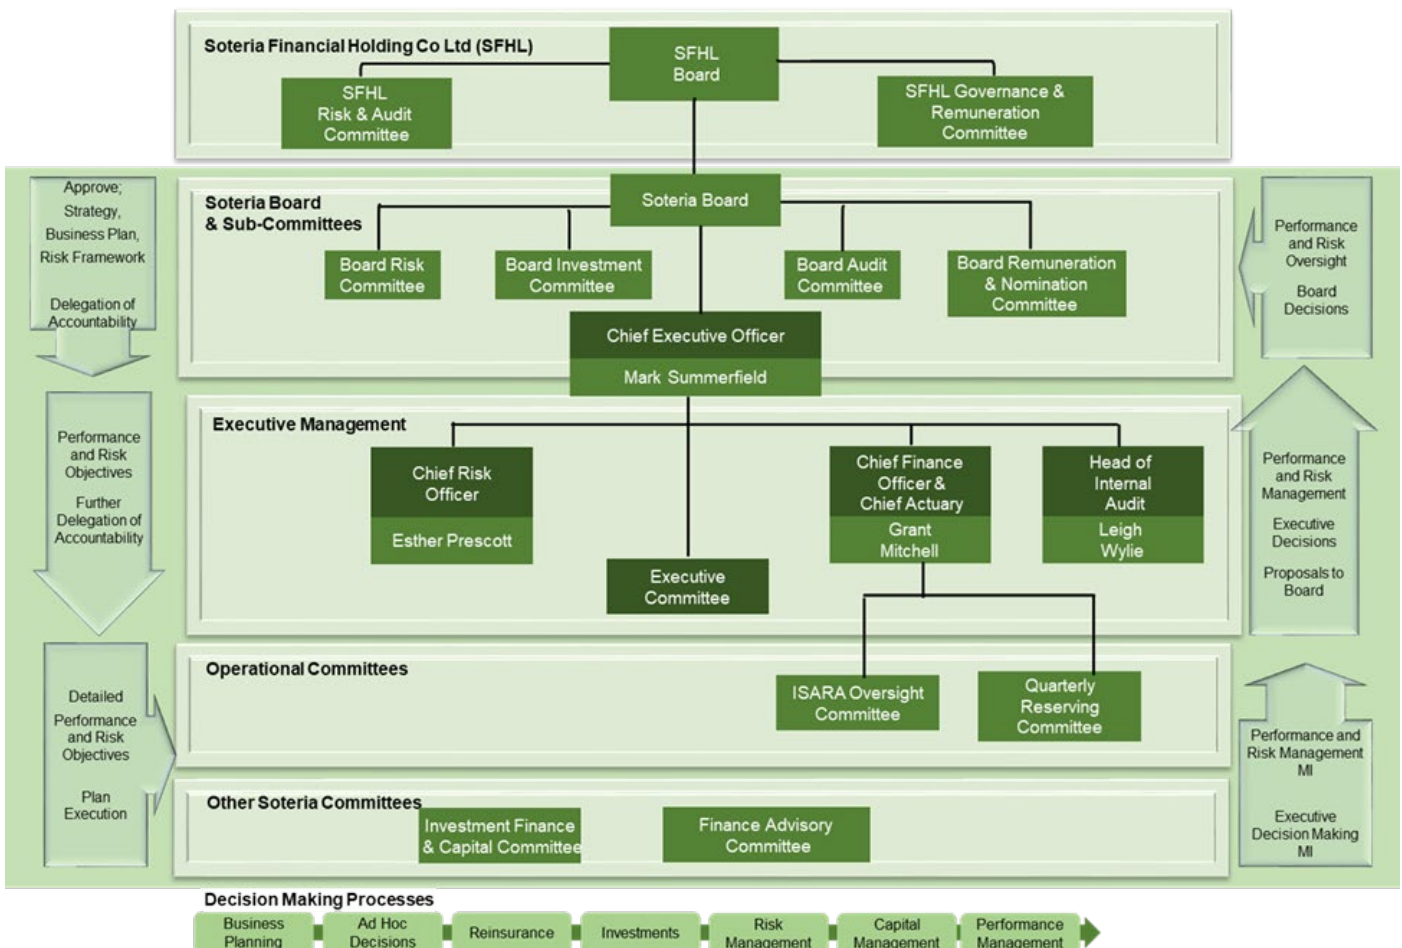 Soteria Financial Holding Co Ltd (SFHL)
SFHL
Board
SFHL
Risk & Audit
Committee
SFHL Governance &
Remuneration
Committee
Approve;
Strategy,
Business Plan,
Risk Framework
Delegation of
Accountability
Soteria Board
& Sub-Committees
Soteria Board
Board Risk
Committee
Board Investment
Committee
Board Audit
Committee
Board Remuneration
& Nomination
Committee
Chief Executive Officer
Mark Summerfield
Performance
and Risk
Oversight
Board
Decisions
Performance
and Risk
Objectives
Further
Delegation of
Accountability
Executive Management
Chief Risk
Officer
Esther Prescott
Executive
Committee
Chief Finance
Officer &
Chief Actuary
Grant
Mitchell
Head of
Internal
Audit
Leigh
Wylie
Performance
and Risk
Management
Executive
Decisions
Proposals to
Board
Detailed
Performance
and Risk
Objectives
Plan
Execution
Operational Committees
ISARA Oversight
Committee
Quarterly
Reserving
Committee
Performance and
Risk Management
MI
Executive
Decision Making
MI
Other Soteria Committees
Investment Finance
& Capital Committee
Finance Advisory
Committee
Decision Making Processes
Business
Planning
Ad Hoc
Decisions
Reinsurance
Investments
Risk
Management
Capital
Management
Performance
Management